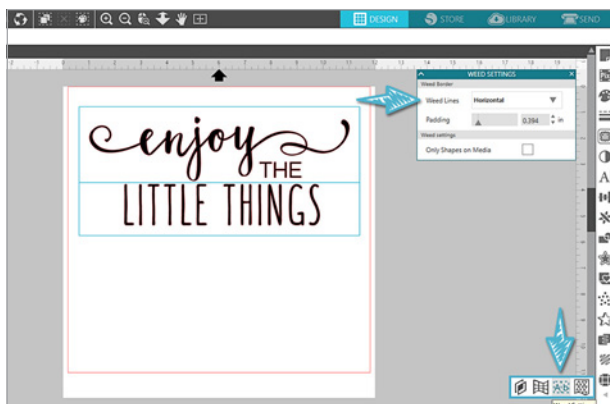 DESIGN STORE LIBRARY SEND
WEED SETTINGS
Weed Border
Weed Lines Horizontal
Padding 0.394 in
Weed settings
Only Shapes on Media
enjoy
THE
LITTLE THINGS